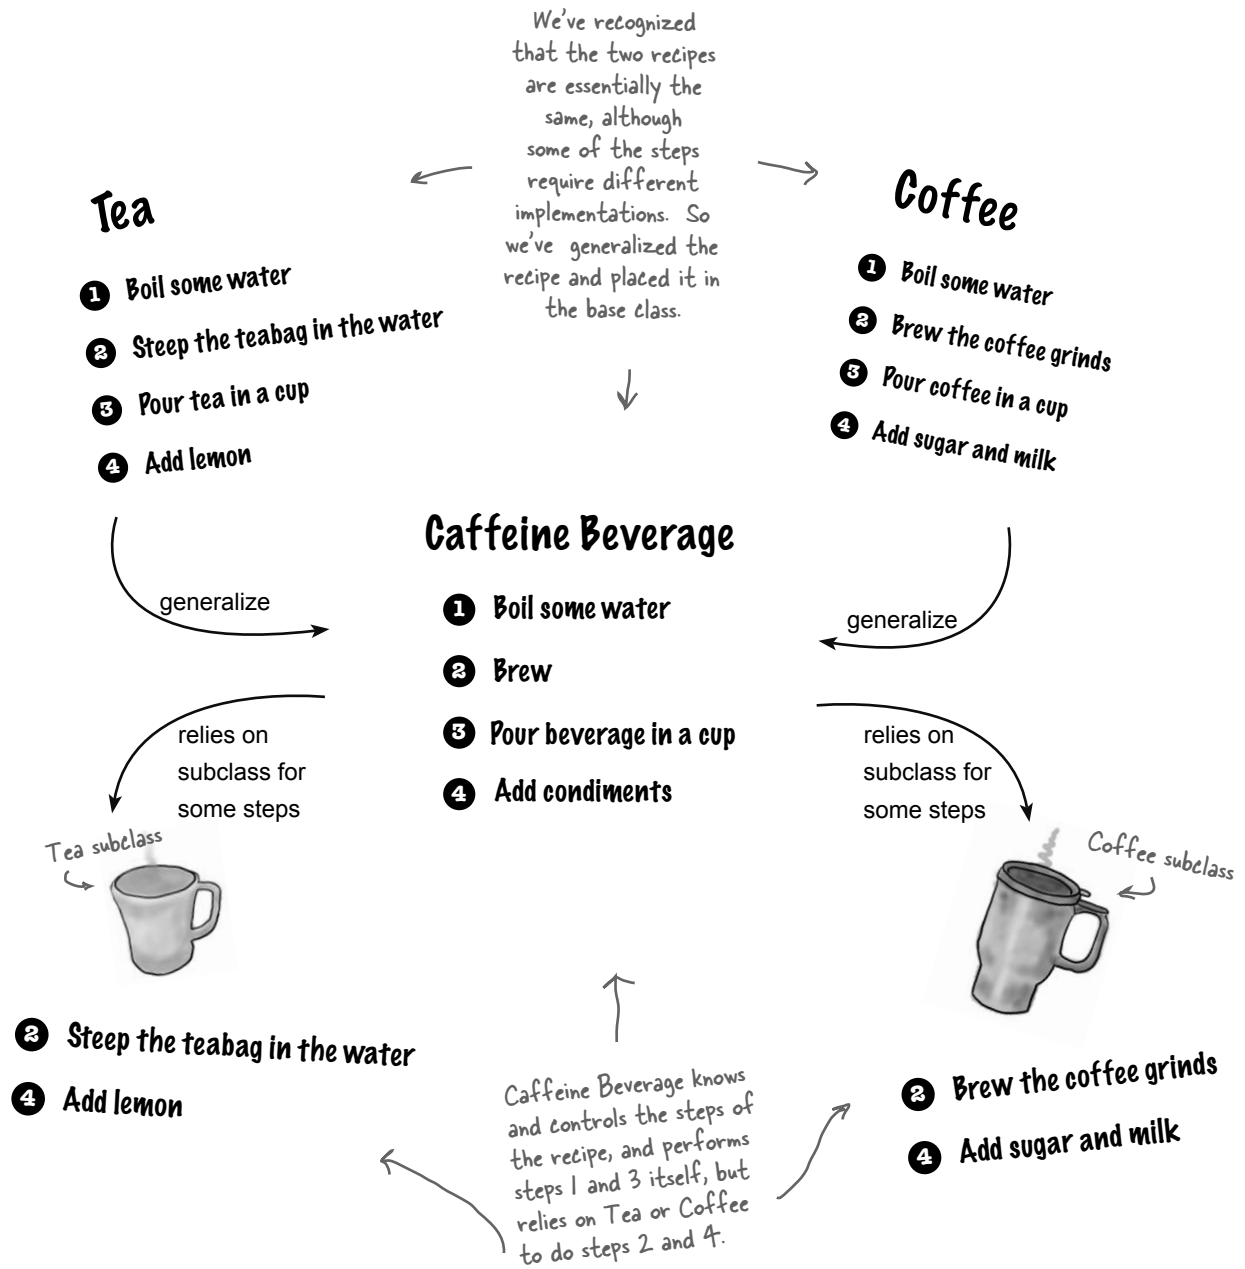 We've recognized
that the two recipes
are essentially the
same, although
some of the steps
require different
implementations. So
we've generalized the
recipe and placed it in
the base class.
Tea
1 Boil some water
2 Steep the teabag in the water
3 Pour tea in a cup
4 Add lemon
Coffee
1 Boil some water
2 Brew the coffee grinds
3 Pour coffee in a cup
4 Add sugar and milk
Caffeine Beverage
1 Boil some water
2 Brew
3 Pour beverage in a cup
4 Add condiments
generalize
generalize
relies on
subclass for
some steps
relies on
subclass for
some steps
Tea subclass
Coffee subclass
2 Steep the teabag in the water
4 Add lemon
Caffeine Beverage knows
and controls the steps of
the recipe, and performs
steps 1 and 3 itself, but
relies on Tea or Coffee
to do steps 2 and 4.
2 Brew the coffee grinds
4 Add sugar and milk